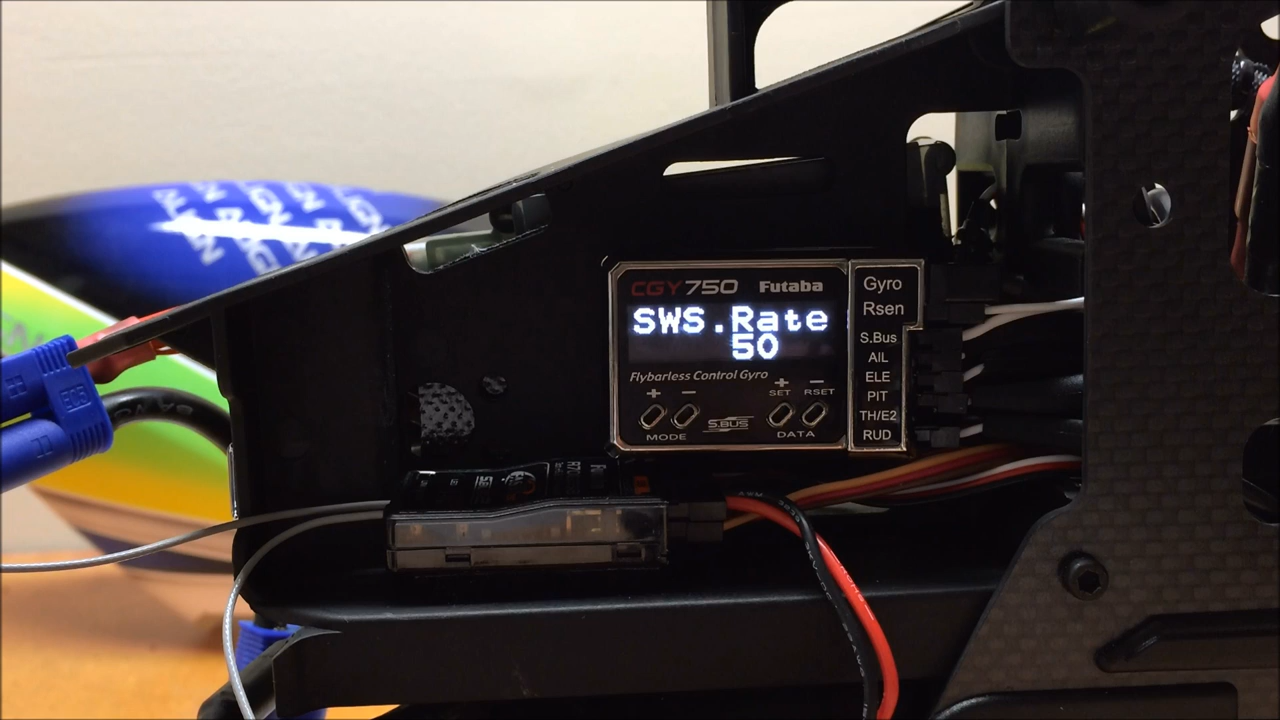 CGY750 Futaba
SWS.Rate
50
Flybarless Control Gyro
+ − + −
SET RSET
MODE S.BUS DATA
Gyro
Rsen
S.Bus
AIL
ELE
PIT
TH/E2
RUD
EC5